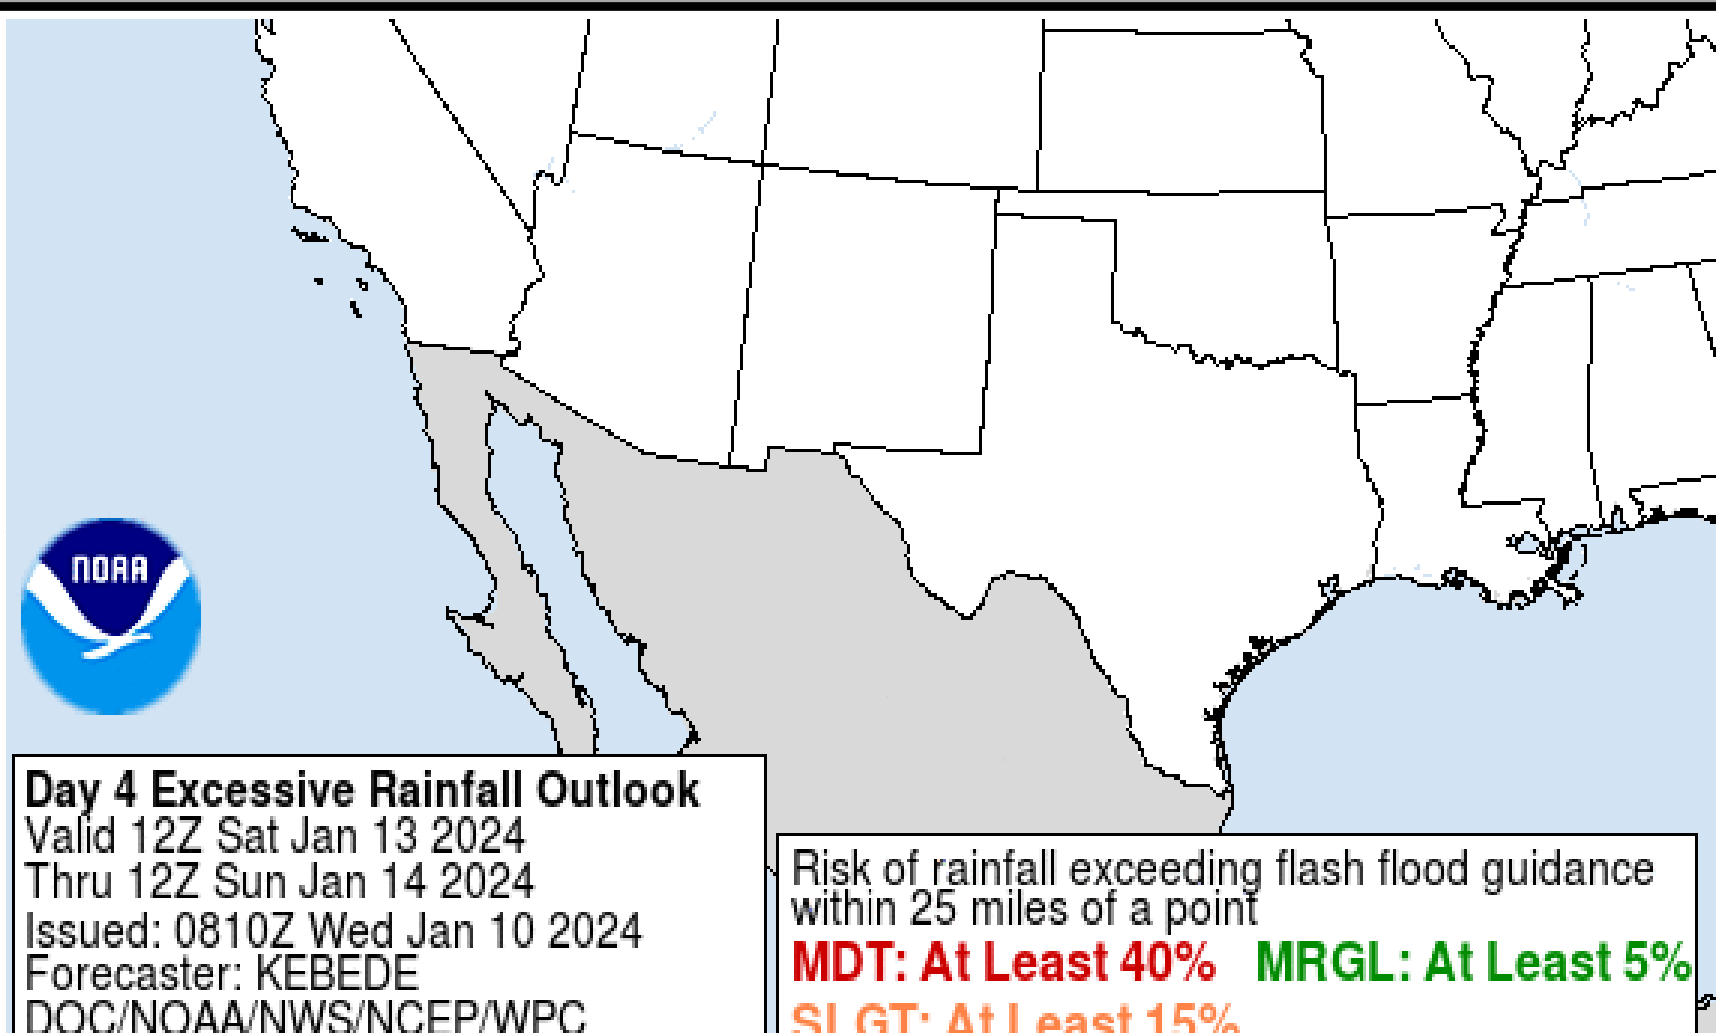 NOAA
Day 4 Excessive Rainfall Outlook
Valid 12Z Sat Jan 13 2024
Thru 12Z Sun Jan 14 2024
Issued: 0810Z Wed Jan 10 2024
Forecaster: KEBEDE
DOC/NOAA/NWS/NCEP/WPC
Risk of rainfall exceeding flash flood guidance
within 25 miles of a point
MDT: At Least 40% MRGL: At Least 5%
SLGT: At Least 15%